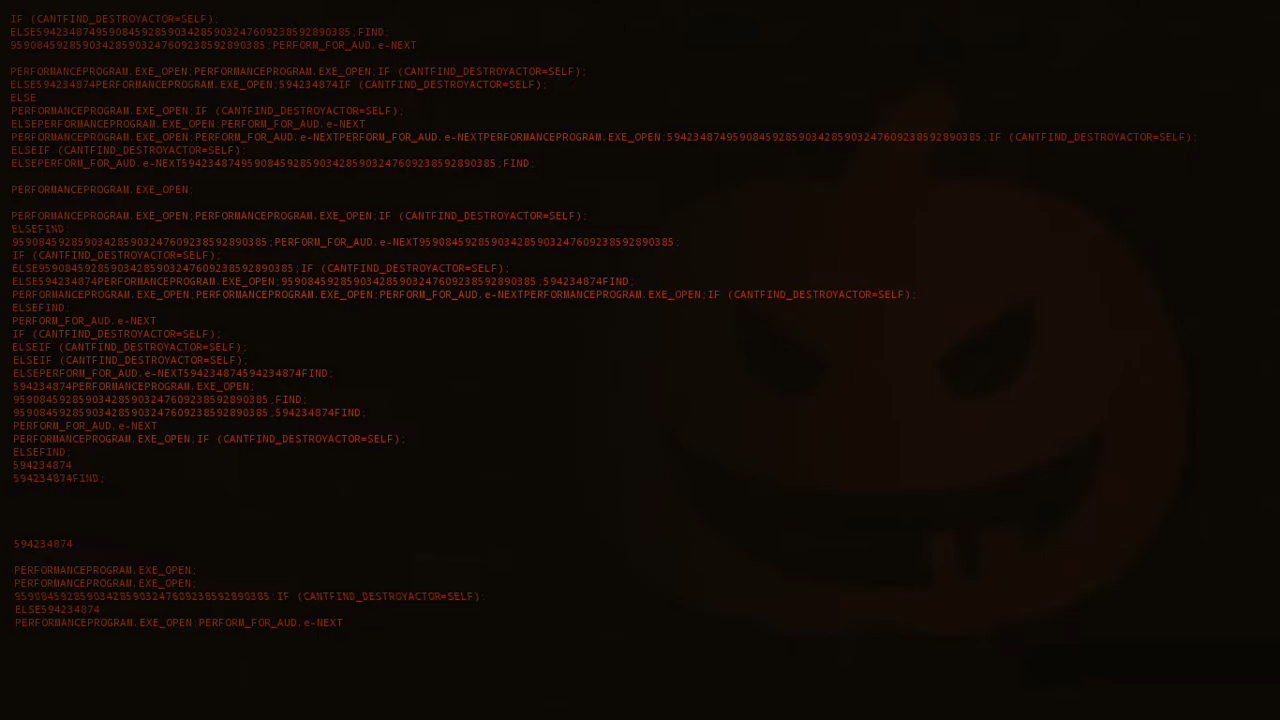 IF (CANTFIND_DESTROYACTOR=SELF);
ELSE59423487495908459285903428590324760923859289​0385;FIND;
95908459285903428590324760923859289​0385;PERFORM_FOR_AUD.e-NEXT
PERFORMANCEPROGRAM.EXE_OPEN;PERFORMANCEPROGRAM.EXE_OPEN;IF (CANTFIND_DESTROYACTOR=SELF);
ELSE594234874PERFORMANCEPROGRAM.EXE_OPEN;594234874IF (CANTFIND_DESTROYACTOR=SELF);
ELSE
PERFORMANCEPROGRAM.EXE_OPEN;IF (CANTFIND_DESTROYACTOR=SELF);
ELSEPERFORMANCEPROGRAM.EXE_OPEN;PERFORM_FOR_AUD.e-NEXT
PERFORMANCEPROGRAM.EXE_OPEN;PERFORM_FOR_AUD.e-NEXTPERFORM_FOR_AUD.e-NEXTPERFORMANCEPROGRAM.EXE_OPEN;594234874959084592859034285903247609238592890385;IF (CANTFIND_DESTROYACTOR=SELF);
ELSEIF (CANTFIND_DESTROYACTOR=SELF);
ELSEPERFORM_FOR_AUD.e-NEXT594234874959084592859034285903247609238592890385;FIND;
PERFORMANCEPROGRAM.EXE_OPEN;
PERFORMANCEPROGRAM.EXE_OPEN;PERFORMANCEPROGRAM.EXE_OPEN;IF (CANTFIND_DESTROYACTOR=SELF);
ELSEFIND;
959084592859034285903247609238592890385;PERFORM_FOR_AUD.e-NEXT959084592859034285903247609238592890385;
IF (CANTFIND_DESTROYACTOR=SELF);
ELSE959084592859034285903247609238592890385;IF (CANTFIND_DESTROYACTOR=SELF);
ELSE594234874PERFORMANCEPROGRAM.EXE_OPEN;959084592859034285903247609238592890385;594234874FIND;
PERFORMANCEPROGRAM.EXE_OPEN;PERFORMANCEPROGRAM.EXE_OPEN;PERFORM_FOR_AUD.e-NEXTPERFORMANCEPROGRAM.EXE_OPEN;IF (CANTFIND_DESTROYACTOR=SELF);
ELSEFIND;
PERFORM_FOR_AUD.e-NEXT
IF (CANTFIND_DESTROYACTOR=SELF);
ELSEIF (CANTFIND_DESTROYACTOR=SELF);
ELSEIF (CANTFIND_DESTROYACTOR=SELF);
ELSEPERFORM_FOR_AUD.e-NEXT594234874594234874FIND;
594234874PERFORMANCEPROGRAM.EXE_OPEN;
959084592859034285903247609238592890385;FIND;
959084592859034285903247609238592890385;594234874FIND;
PERFORM_FOR_AUD.e-NEXT
PERFORMANCEPROGRAM.EXE_OPEN;IF (CANTFIND_DESTROYACTOR=SELF);
ELSEFIND;
594234874
594234874FIND;
594234874
PERFORMANCEPROGRAM.EXE_OPEN;
PERFORMANCEPROGRAM.EXE_OPEN;
959084592859034285903247609238592890385;IF (CANTFIND_DESTROYACTOR=SELF);
ELSE594234874
PERFORMANCEPROGRAM.EXE_OPEN;PERFORM_FOR_AUD.e-NEXT